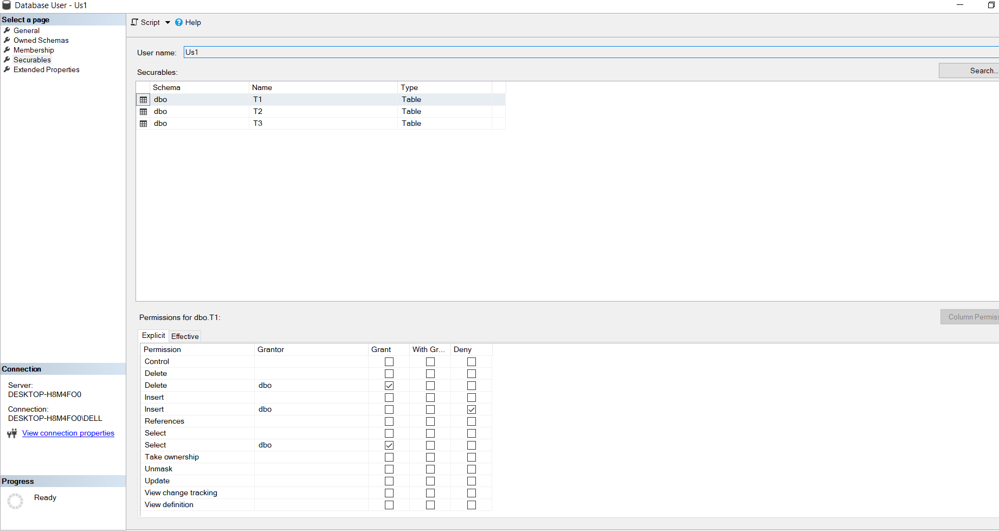 Database User - Us1
Select a page
General
Owned Schemas
Membership
Securables
Extended Properties
Script Help
User name: Us1
Securables:
Search...
Schema Name Type
dbo T1 Table
dbo T2 Table
dbo T3 Table
Permissions for dbo.T1:
Column Permiss
Explicit Effective
Permission Grantor Grant With Gr... Deny
Control
Delete
Delete dbo
Insert
Insert dbo
References
Select
Select dbo
Take ownership
Unmask
Update
View change tracking
View definition
Connection
Server:
DESKTOP-H8M4FO0
Connection:
DESKTOP-H8M4FO0\DELL
View connection properties
Progress
Ready